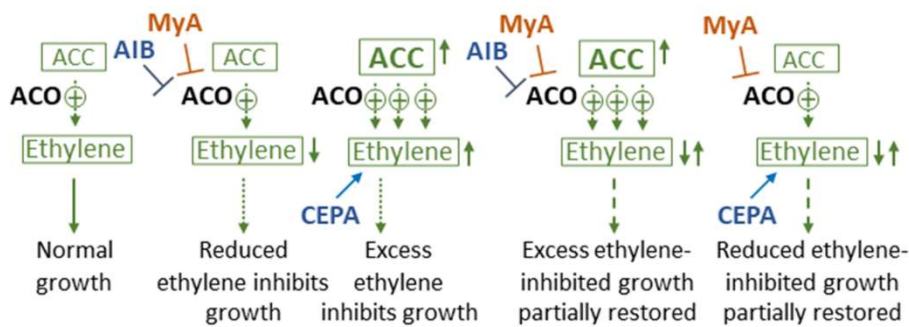 MyA
AIB
ACC
ACO
Ethylene
Normal
growth
ACC
ACO
Ethylene
Reduced
ethylene inhibits
growth
ACC
ACO
Ethylene
CEPA
Excess
ethylene
inhibits growth
MyA
AIB
ACC
ACO
Ethylene
Excess ethylene-
inhibited growth
partially restored
MyA
ACC
ACO
Ethylene
CEPA
Reduced ethylene-
inhibited growth
partially restored